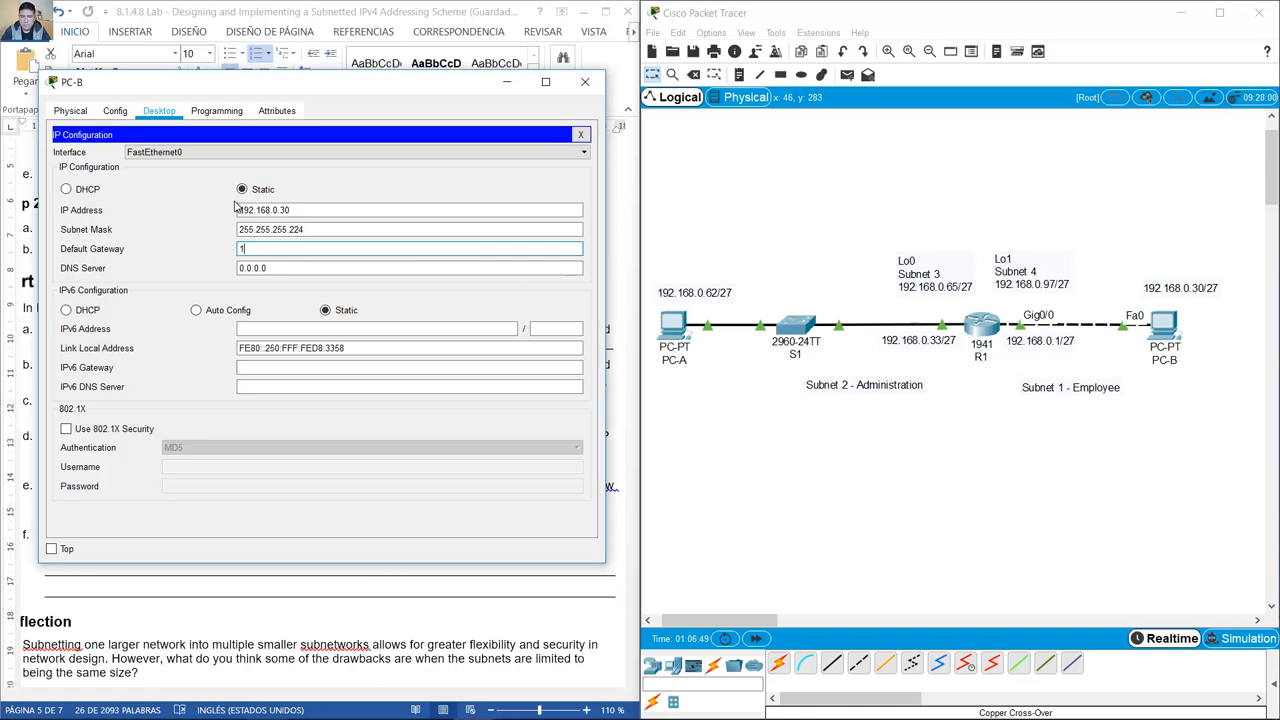 8.1.4.8 Lab - Designing and Implementing a Subnetted IPv4 Addressing Scheme (Guardad
INICIO
INSERTAR
DISEÑO
DISEÑO DE PÁGINA
REFERENCIAS
CORRESPONDENCIA
REVISAR
VISTA
Pegar
Arial
10
AaBbCcDc
AaBbCcD
AaBbC
Portapap
PC-B
Physical
Config
Desktop
Programming
Attributes
IP Configuration
X
Interface
FastEthernet0
IP Configuration
DHCP
Static
IP Address
192.168.0.30
Subnet Mask
255.255.255.224
Default Gateway
1
DNS Server
0.0.0.0
IPv6 Configuration
DHCP
Auto Config
Static
IPv6 Address
/
Link Local Address
FE80::250:FFF:FED8:3358
IPv6 Gateway
IPv6 DNS Server
802.1X
Use 802.1X Security
Authentication
MD5
Username
Password
Top
e.
p 2
a.
b.
rt
In
a.
b.
c.
d.
e.
f.
flection
Subnetting one larger network into multiple smaller subnetworks allows for greater flexibility and security in
network design. However, what do you think some of the drawbacks are when the subnets are limited to
being the same size?
PÁGINA 5 DE 7
26 DE 2093 PALABRAS
INGLÉS (ESTADOS UNIDOS)
110 %
Cisco Packet Tracer
File
Edit
Options
View
Tools
Extensions
Help
Logical
Physical
x: 46, y: 283
[Root]
09:28:00
Lo0
Subnet 3
192.168.0.65/27
Lo1
Subnet 4
192.168.0.97/27
192.168.0.62/27
192.168.0.30/27
Gig0/0
Fa0
PC-PT
PC-A
2960-24TT
S1
192.168.0.33/27
1941
R1
192.168.0.1/27
PC-PT
PC-B
Subnet 2 - Administration
Subnet 1 - Employee
Time: 01:06:49
Realtime
Simulation
Copper Cross-Over